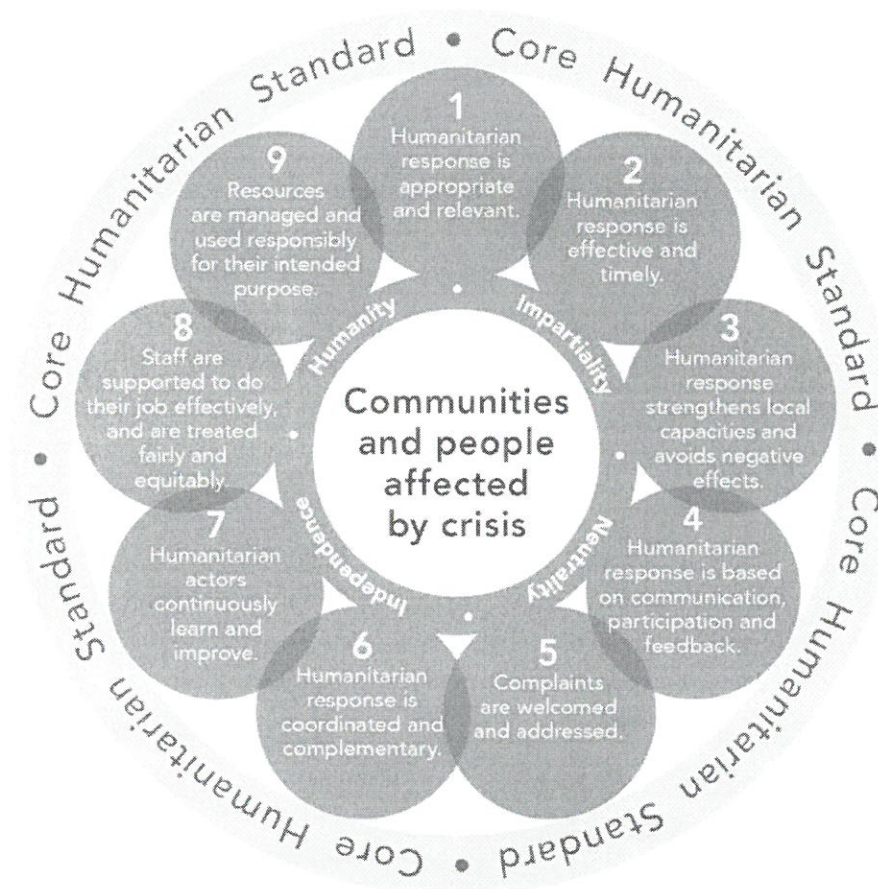 Core Humanitarian Standard • Core Humanitarian Standard • Core Humanitarian Standard • Core Humanitarian Standard •
1
Humanitarian
response is
appropriate
and relevant.
2
Humanitarian
response is
effective and
timely.
3
Humanitarian
response
strengthens local
capacities and
avoids negative
effects.
4
Humanitarian
response is based
on communication,
participation and
feedback.
5
Complaints
are welcomed
and addressed.
6
Humanitarian
response is
coordinated and
complementary.
7
Humanitarian
actors
continuously
learn and
improve.
8
Staff are
supported to do
their job effectively,
and are treated
fairly and
equitably.
9
Resources
are managed and
used responsibly
for their intended
purpose.
Humanity • Impartiality • Neutrality • Independence •
Communities
and people
affected
by crisis